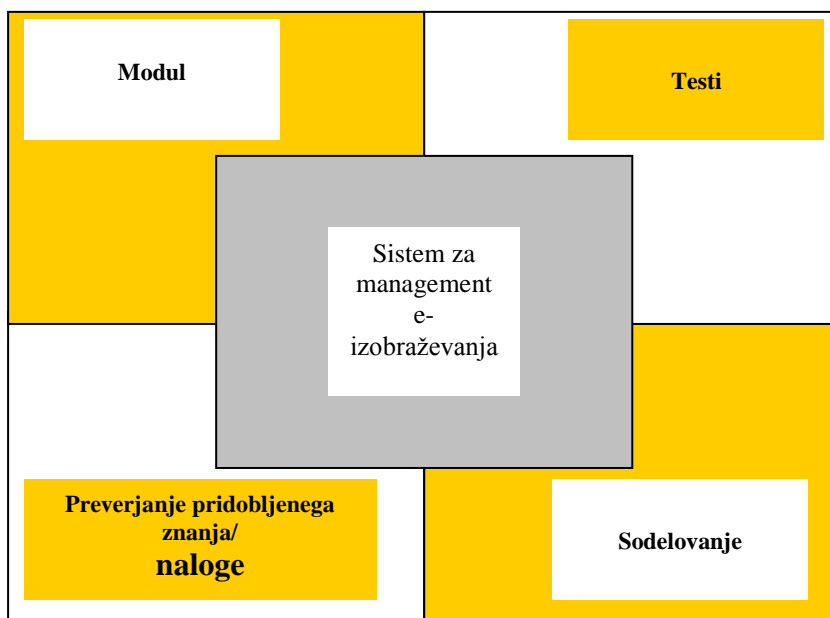 Modul
Testi
Sistem za
management
e-
izobraževanja
Preverjanje pridobljenega
znanja/
naloge
Sodelovanje